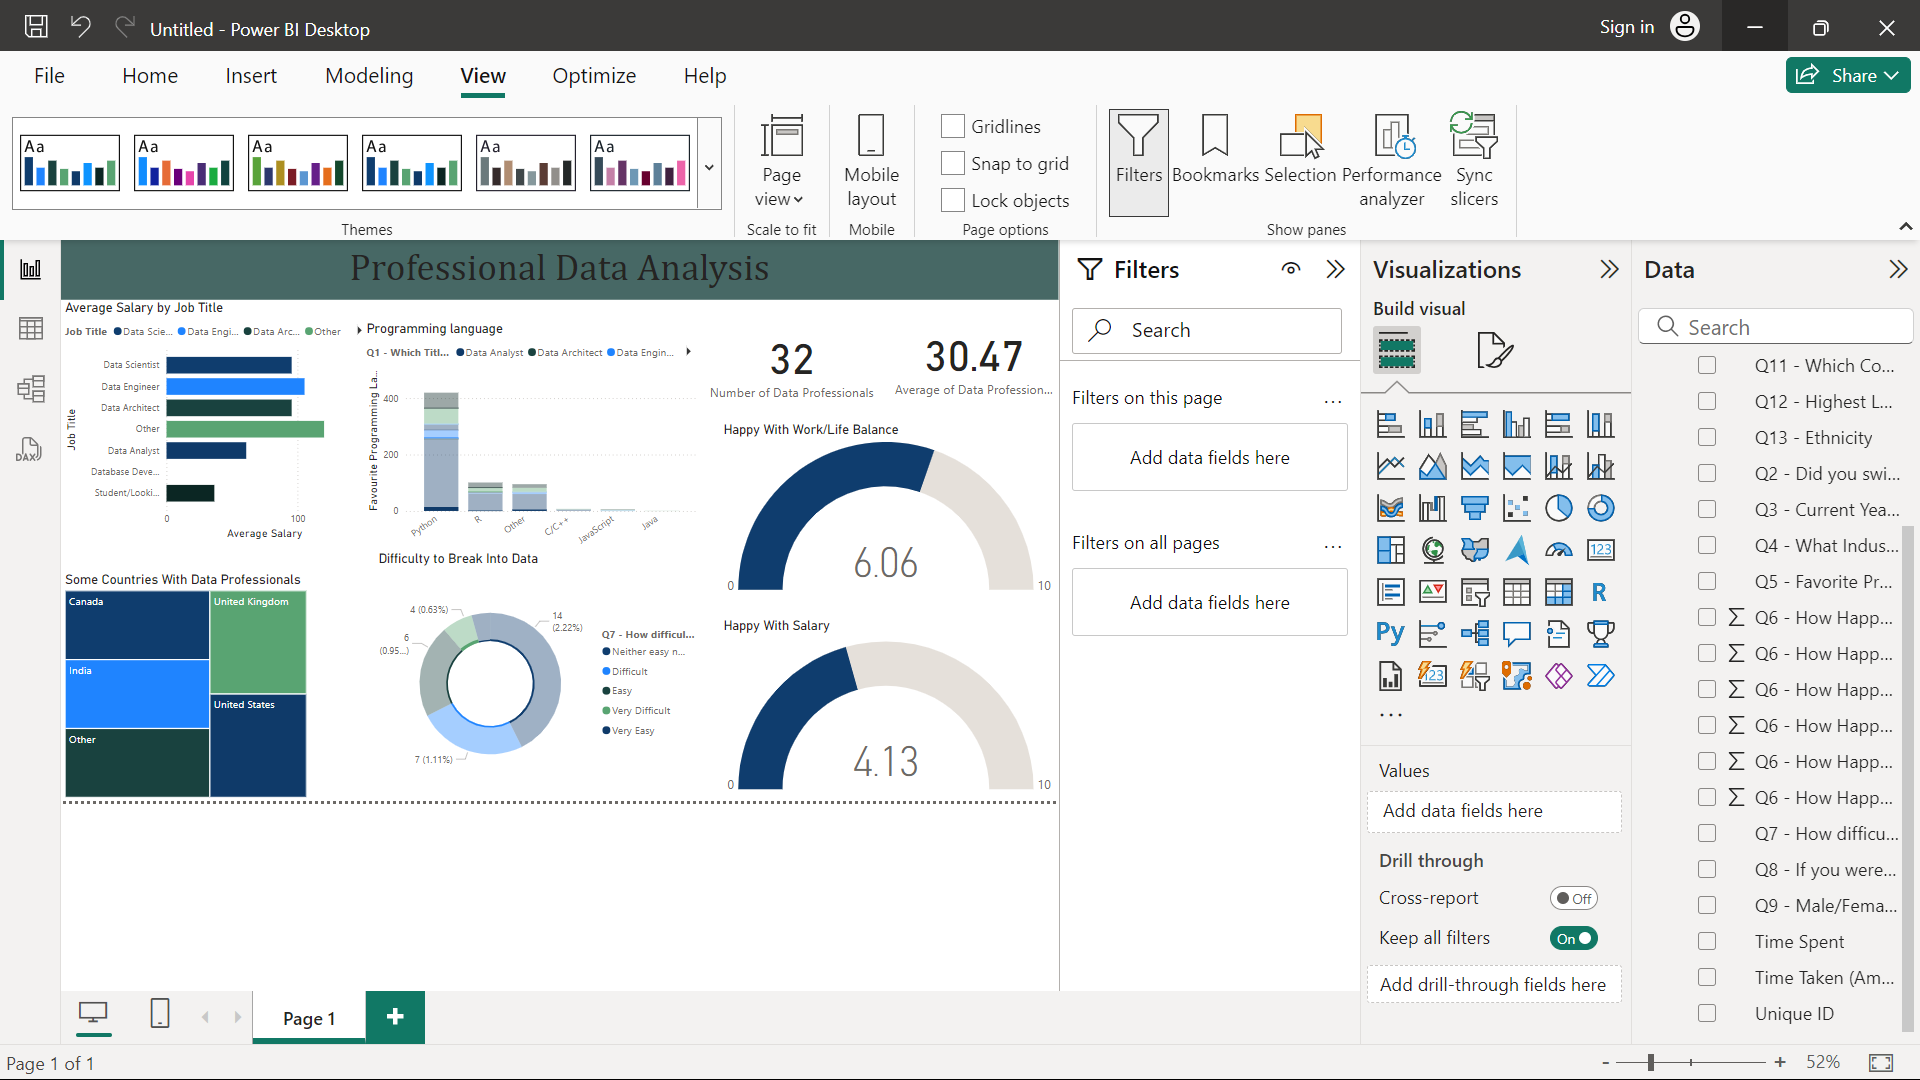 Untitled - Power BI Desktop
Sign in
File Home Insert Modeling View Optimize Help
Share
Aa Aa Aa Aa Aa Aa
Themes
Page view
Scale to fit
Mobile layout
Mobile
Gridlines
Snap to grid
Lock objects
Page options
Filters
Bookmarks
Selection
Performance analyzer
Sync slicers
Show panes
DAX
Professional Data Analysis
Average Salary by Job Title
Job Title Data Scie... Data Engi... Data Arc... Other
Job Title
Data Scientist
Data Engineer
Data Architect
Other
Data Analyst
Database Deve...
Student/Looki...
0 100
Average Salary
Programming language
Q1 - Which Titl... Data Analyst Data Architect Data Engin...
Favourite Programming La...
400
200
0
Python R Other C/C++ JavaScript Java
32
Number of Data Professionals
30.47
Average of Data Profession...
Happy With Work/Life Balance
6.06
0 10
Happy With Salary
4.13
0 10
Some Countries With Data Professionals
Canada
India
Other
United Kingdom
United States
Difficulty to Break Into Data
4 (0.63%)
14 (2.22%)
6 (0.95...)
7 (1.11%)
Q7 - How difficul...
Neither easy n...
Difficult
Easy
Very Difficult
Very Easy
Filters
Search
Filters on this page ...
Add data fields here
Filters on all pages ...
Add data fields here
Visualizations
Build visual
123
R
Py
123
...
Values
Add data fields here
Drill through
Cross-report Off
Keep all filters On
Add drill-through fields here
Data
Search
Q11 - Which Co...
Q12 - Highest L...
Q13 - Ethnicity
Q2 - Did you swi...
Q3 - Current Yea...
Q4 - What Indus...
Q5 - Favorite Pr...
Σ Q6 - How Happ...
Σ Q6 - How Happ...
Σ Q6 - How Happ...
Σ Q6 - How Happ...
Σ Q6 - How Happ...
Σ Q6 - How Happ...
Q7 - How difficu...
Q8 - If you were...
Q9 - Male/Fema...
Time Spent
Time Taken (Am...
Unique ID
Page 1
+
Page 1 of 1
- + 52%